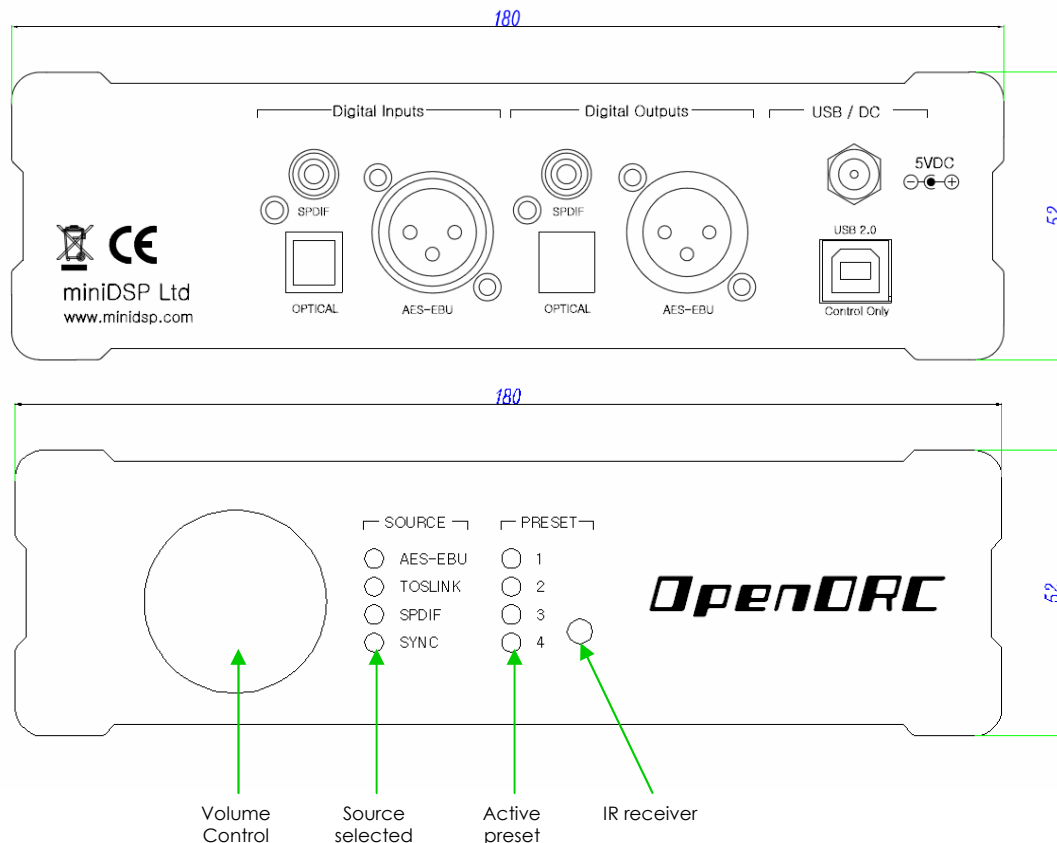 180
Digital Inputs
Digital Outputs
USB / DC
5VDC
SPDIF
SPDIF
USB 2.0
52
CE
miniDSP Ltd
www.minidsp.com
OPTICAL
AES-EBU
OPTICAL
AES-EBU
Control Only
180
SOURCE
PRESET
AES-EBU
1
TOSLINK
2
SPDIF
3
SYNC
4
OpenDRC
52
Volume
Control
Source
selected
Active
preset
IR receiver